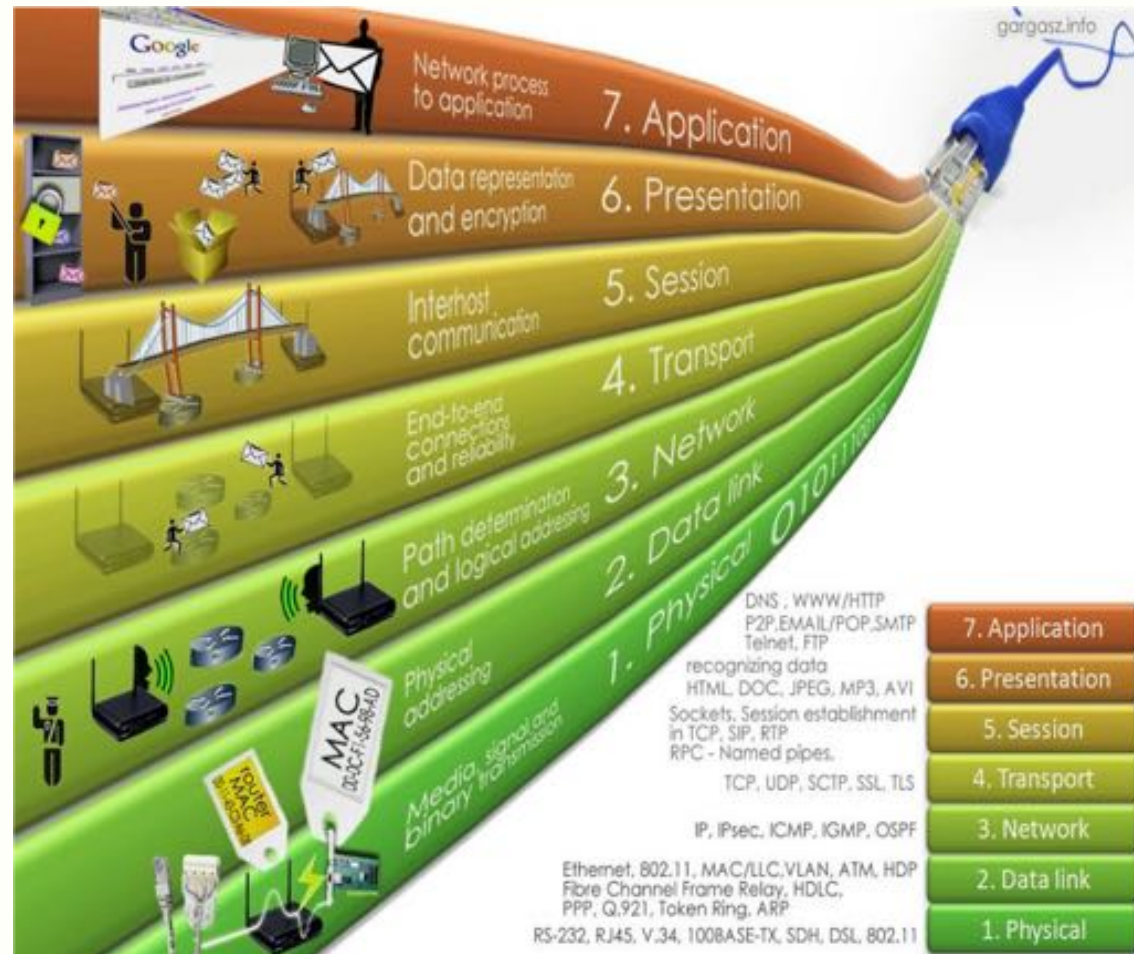 gargasz.info
Google
Network process
to application
7. Application
Data representation
and encryption
6. Presentation
Interhost
communication
5. Session
End-to-end
connections
and reliability
4. Transport
Path determination
and logical addressing
3. Network
Physical
addressing
2. Data link
Media, signal and
binary transmission
1. Physical
MAC
router
MAC
DNS , WWW/HTTP
P2P,EMAIL/POP,SMTP
Telnet, FTP
7. Application
recognizing data
HTML, DOC, JPEG, MP3, AVI
6. Presentation
Sockets. Session establishment
in TCP, SIP, RTP
RPC - Named pipes.
5. Session
TCP, UDP, SCTP, SSL, TLS
4. Transport
IP, IPsec, ICMP, IGMP, OSPF
3. Network
Ethernet, 802.11, MAC/LLC,VLAN, ATM, HDP
Fibre Channel Frame Relay, HDLC,
PPP, Q.921, Token Ring, ARP
2. Data link
RS-232, RJ45, V.34, 100BASE-TX, SDH, DSL, 802.11
1. Physical